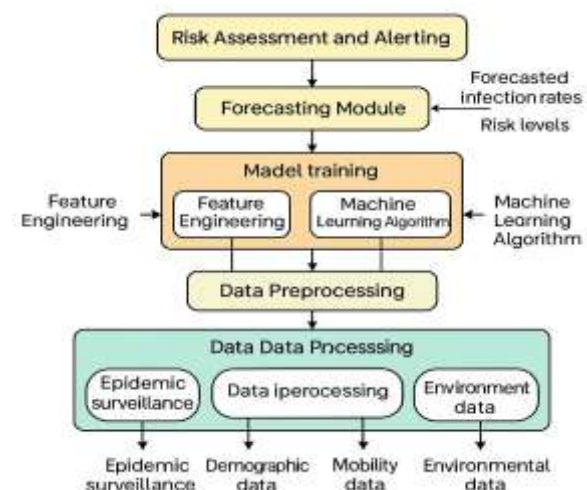 Risk Assessment and Alerting
Forecasting Module
Forecasted
infection rates
Risk levels
Madel training
Feature
Engineering
Feature
Engineering
Machine
Learning Algorithm
Machine
Learning
Algorithm
Data Preprocessing
Data Data Pncesssing
Epidemic
surveillance
Data iperocessing
Environment
data
Epidemic
surveillance
Demographic
data
Mobility
data
Environmental
data